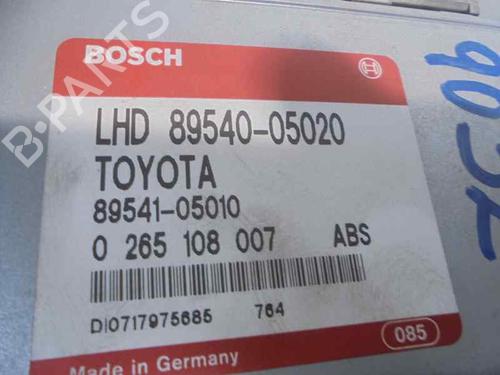 BOSCH
LHD 89540-05020
TOYOTA
89541-05010
0 265 108 007 ABS
DI0717975685 764
085
Made in Germany
B-PARTS